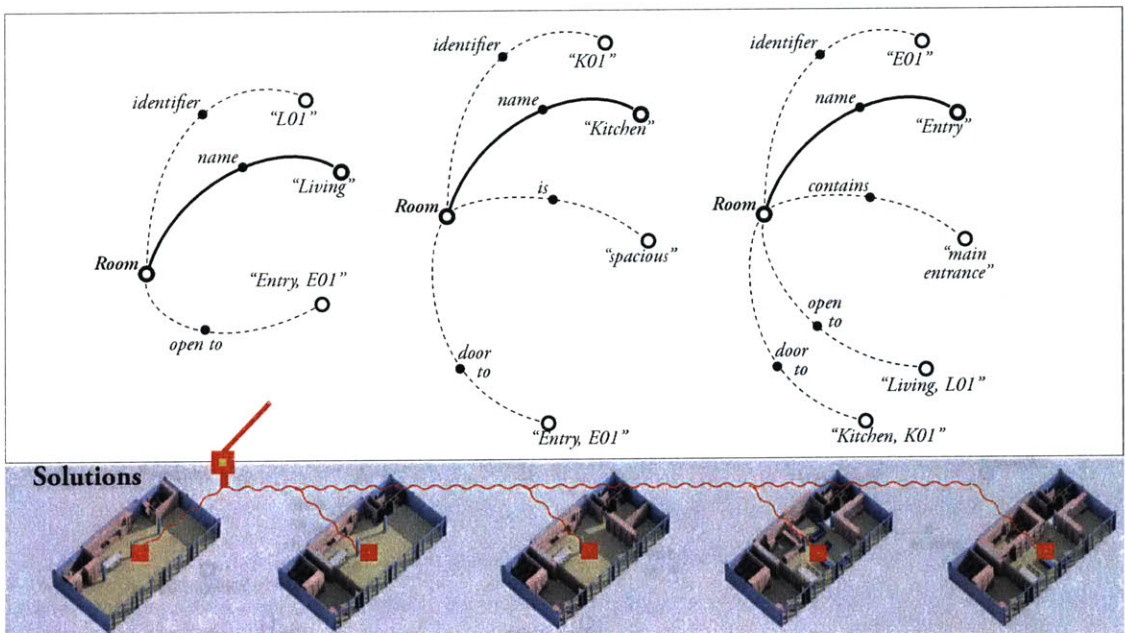 identifier
“L01”
name
“Living”
Room
“Entry, E01”
open to
identifier
“K01”
name
“Kitchen”
is
Room
“spacious”
door
to
“Entry, E01”
identifier
“E01”
name
“Entry”
contains
Room
“main
entrance”
open
to
“Living, L01”
door
to
“Kitchen, K01”
Solutions